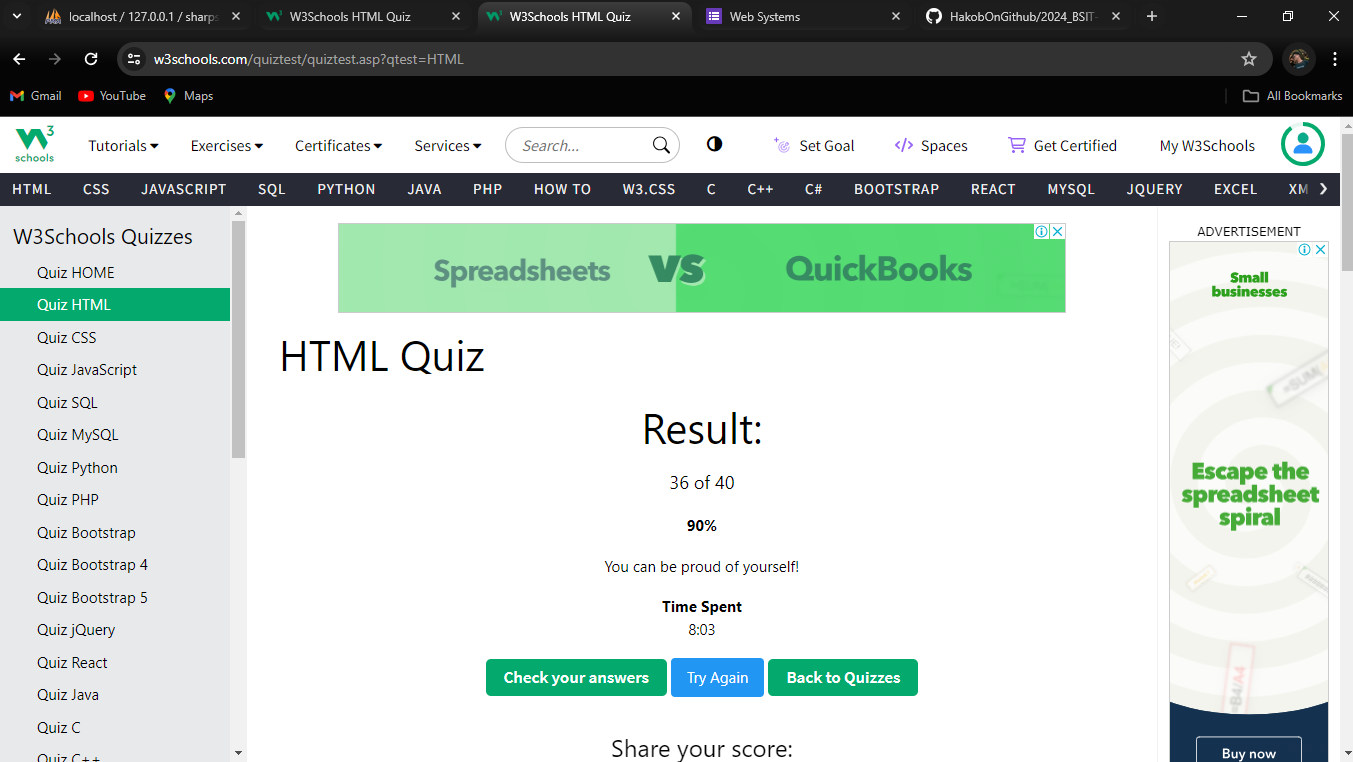 localhost / 127.0.0.1 / sharps
W3Schools HTML Quiz
W3Schools HTML Quiz
Web Systems
HakobOnGithub/2024_BSIT-
w3schools.com/quiztest/quiztest.asp?qtest=HTML
Gmail
YouTube
Maps
All Bookmarks
W3 schools
Tutorials
Exercises
Certificates
Services
Search...
Set Goal
Spaces
Get Certified
My W3Schools
HTML CSS JAVASCRIPT SQL PYTHON JAVA PHP HOW TO W3.CSS C C++ C# BOOTSTRAP REACT MYSQL JQUERY EXCEL XM
W3Schools Quizzes
Quiz HOME
Quiz HTML
Quiz CSS
Quiz JavaScript
Quiz SQL
Quiz MySQL
Quiz Python
Quiz PHP
Quiz Bootstrap
Quiz Bootstrap 4
Quiz Bootstrap 5
Quiz jQuery
Quiz React
Quiz Java
Quiz C
Quiz C++
Spreadsheets VS QuickBooks
HTML Quiz
Result:
36 of 40
90%
You can be proud of yourself!
Time Spent
8:03
Check your answers
Try Again
Back to Quizzes
Share your score:
ADVERTISEMENT
Small
businesses
=SUM(
Escape the
spreadsheet
spiral
=B4/A4
Buy now